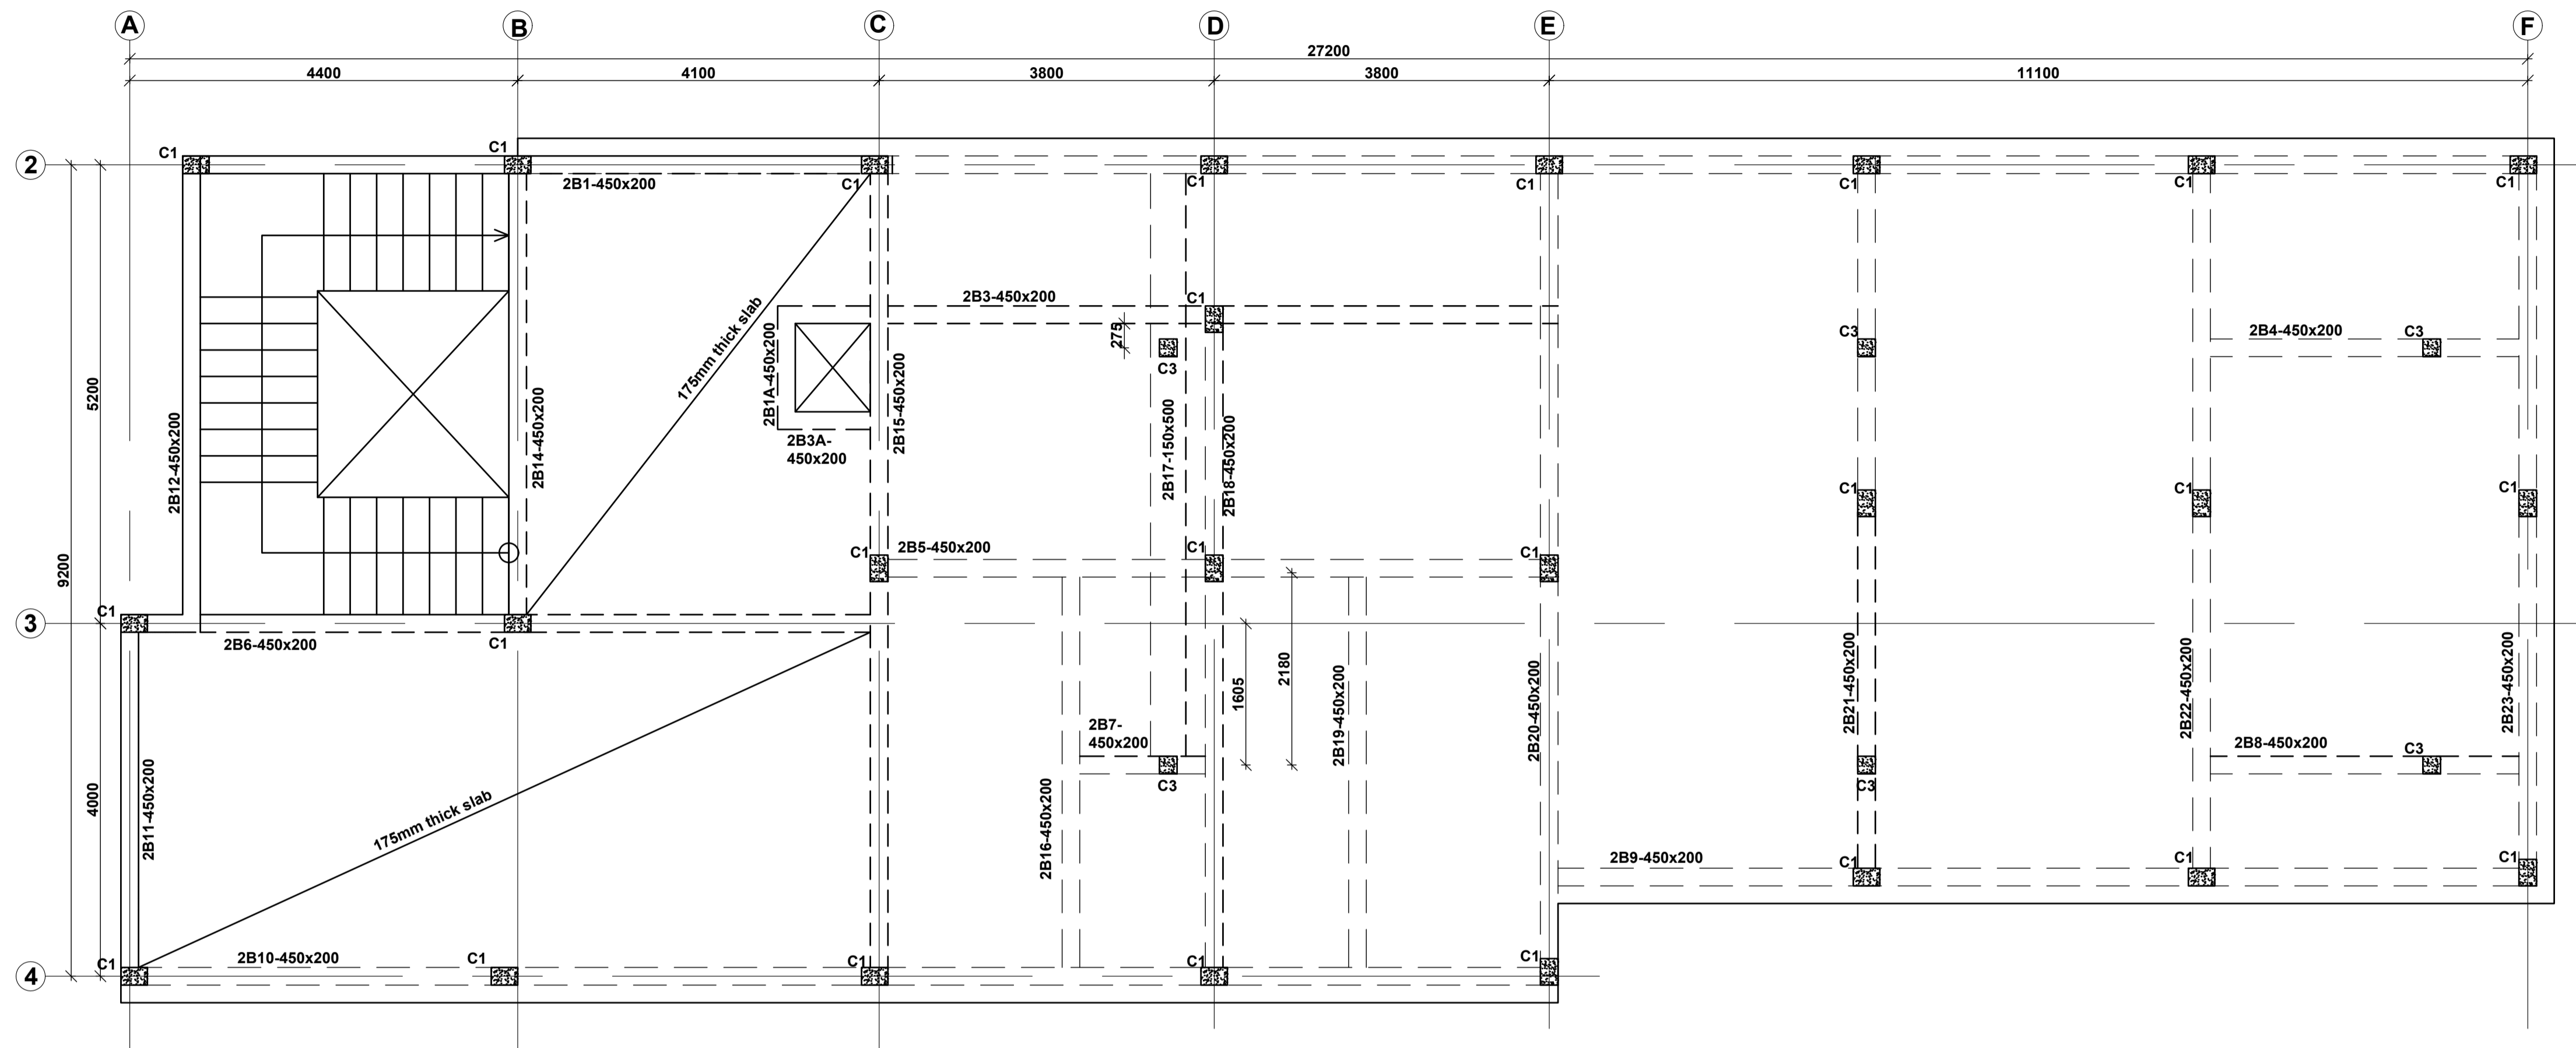 A
B
C
D
E
F
27200
4400
4100
3800
3800
11100
2
C1
C1
2B1-450x200
C1
C1
C1
C1
C1
C1
5200
9200
2B12-450x200
2B14-450x200
175mm thick slab
2B1A-450x200
2B3A-
450x200
2B15-450x200
2B3-450x200
C1
275
C3
2B17-150x500
2B18-450x200
C3
2B4-450x200
C3
C1
C1
C1
C1
2B5-450x200
C1
C1
3
C1
2B6-450x200
C1
4000
2B11-450x200
175mm thick slab
2B7-
450x200
C3
2B16-450x200
1605
2180
2B19-450x200
2B20-450x200
2B21-450x200
C3
2B22-450x200
2B23-450x200
2B8-450x200
C3
2B9-450x200
C1
C1
C1
4
C1
2B10-450x200
C1
C1
C1
C1